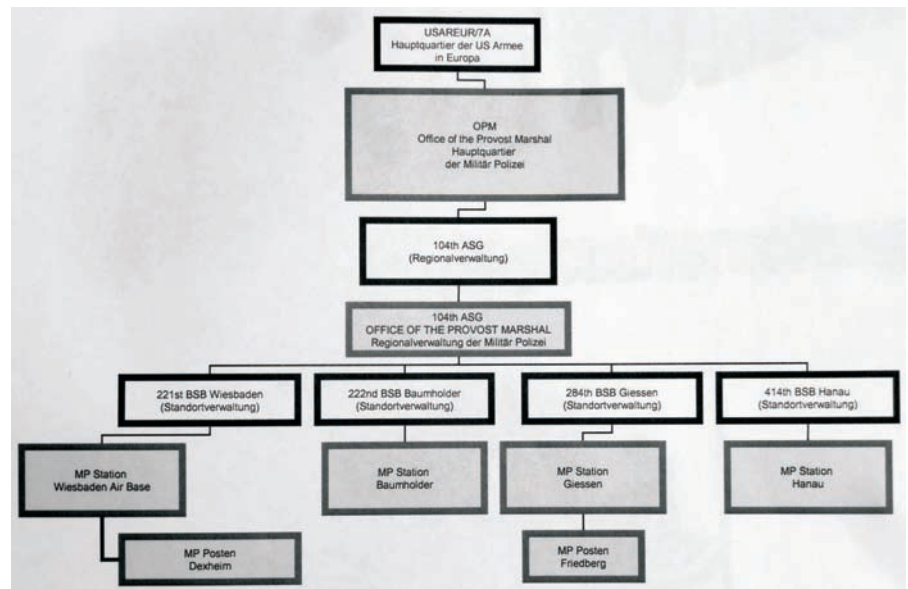 USAREUR/7A
Hauptquartier der US Armee
in Europa
OPM
Office of the Provost Marshal
Hauptquartier
der Militär Polizei
104th ASG
(Regionalverwaltung)
104th ASG
OFFICE OF THE PROVOST MARSHAL
Regionalverwaltung der Militär Polizei
221st BSB Wiesbaden
(Standortverwaltung)
222nd BSB Baumholder
(Standortverwaltung)
284th BSB Giessen
(Standortverwaltung)
414th BSB Hanau
(Standortverwaltung)
MP Station
Wiesbaden Air Base
MP Station
Baumholder
MP Station
Giessen
MP Station
Hanau
MP Posten
Dexheim
MP Posten
Friedberg